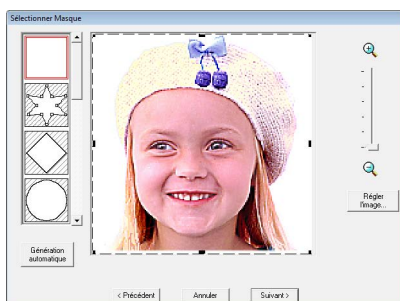 Sélectionner Masque
Régler
l'image...
Génération
automatique
< Précédent
Annuler
Suivant >